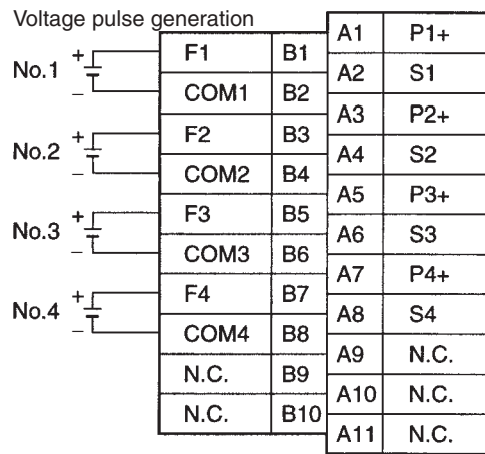 Voltage pulse generation
No.1 + − F1 B1
COM1 B2
No.2 + − F2 B3
COM2 B4
No.3 + − F3 B5
COM3 B6
No.4 + − F4 B7
COM4 B8
N.C. B9
N.C. B10
A1 P1+
A2 S1
A3 P2+
A4 S2
A5 P3+
A6 S3
A7 P4+
A8 S4
A9 N.C.
A10 N.C.
A11 N.C.